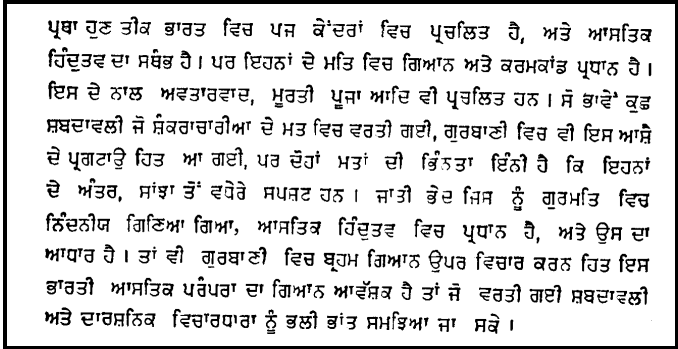 ਪ੍ਰਥਾ ਹੁਣ ਤੀਕ ਭਾਰਤ ਵਿਚ ਪਜ ਕੇਂਦਰਾਂ ਵਿਚ ਪ੍ਰਚਲਿਤ ਹੈ, ਅਤੇ ਆਸਤਿਕ
ਹਿੰਦੁਤਵ ਦਾ ਸਥੰਭ ਹੈ। ਪਰ ਇਹਨਾਂ ਦੇ ਮਤਿ ਵਿਚ ਗਿਆਨ ਅਤੇ ਕਰਮਕਾਂਡ ਪ੍ਰਧਾਨ ਹੈ।
ਇਸ ਦੇ ਨਾਲ ਅਵਤਾਰਵਾਦ, ਮੂਰਤੀ ਪੂਜਾ ਆਦਿ ਵੀ ਪ੍ਰਚਲਿਤ ਹਨ। ਸੋ ਭਾਵੇਂ ਕੁਛ
ਸ਼ਬਦਾਵਲੀ ਜੋ ਸ਼ੰਕਰਾਚਾਰੀਆ ਦੇ ਮਤ ਵਿਚ ਵਰਤੀ ਗਈ, ਗੁਰਬਾਣੀ ਵਿਚ ਵੀ ਇਸ ਆਸ਼ੈ
ਦੇ ਪ੍ਰਗਟਾਉ ਹਿਤ ਆ ਗਈ, ਪਰ ਦੋਹਾਂ ਮਤਾਂ ਦੀ ਭਿੰਨਤਾ ਇੰਨੀ ਹੈ ਕਿ ਇਹਨਾਂ
ਦੇ ਅੰਤਰ, ਸਾਂਝਾ ਤੋਂ ਵਧੇਰੇ ਸਪਸ਼ਟ ਹਨ। ਜਾਤੀ ਭੇਦ ਜਿਸ ਨੂੰ ਗੁਰਮਤਿ ਵਿਚ
ਨਿੰਦਨੀਯ ਗਿਣਿਆ ਗਿਆ, ਆਸਤਿਕ ਹਿੰਦੁਤਵ ਵਿਚ ਪ੍ਰਧਾਨ ਹੈ, ਅਤੇ ਉਸ ਦਾ
ਆਧਾਰ ਹੈ। ਤਾਂ ਵੀ ਗੁਰਬਾਣੀ ਵਿਚ ਬ੍ਰਹਮ ਗਿਆਨ ਉਪਰ ਵਿਚਾਰ ਕਰਨ ਹਿਤ ਇਸ
ਭਾਰਤੀ ਆਸਤਿਕ ਪਰੰਪਰਾ ਦਾ ਗਿਆਨ ਆਵੱਸ਼ਕ ਹੈ ਤਾਂ ਜੋ ਵਰਤੀ ਗਈ ਸ਼ਬਦਾਵਲੀ
ਅਤੇ ਦਾਰਸ਼ਨਿਕ ਵਿਚਾਰਧਾਰਾ ਨੂੰ ਭਲੀ ਭਾਂਤ ਸਮਝਿਆ ਜਾ ਸਕੇ।